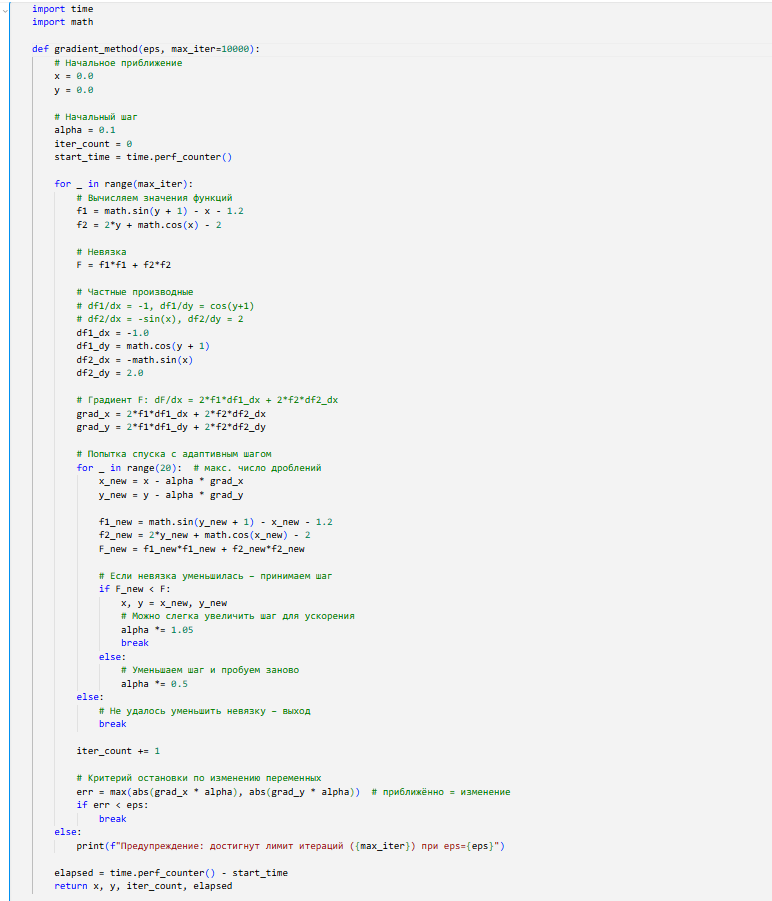 import time
import math
def gradient_method(eps, max_iter=10000):
    # Начальное приближение
    x = 0.0
    y = 0.0
    # Начальный шаг
    alpha = 0.1
    iter_count = 0
    start_time = time.perf_counter()
    for _ in range(max_iter):
        # Вычисляем значения функций
        f1 = math.sin(y + 1) - x - 1.2
        f2 = 2*y + math.cos(x) - 2
        # Невязка
        F = f1*f1 + f2*f2
        # Частные производные
        # df1/dx = -1, df1/dy = cos(y+1)
        # df2/dx = -sin(x), df2/dy = 2
        df1_dx = -1.0
        df1_dy = math.cos(y + 1)
        df2_dx = -math.sin(x)
        df2_dy = 2.0
        # Градиент F: dF/dx = 2*f1*df1_dx + 2*f2*df2_dx
        grad_x = 2*f1*df1_dx + 2*f2*df2_dx
        grad_y = 2*f1*df1_dy + 2*f2*df2_dy
        # Попытка спуска с адаптивным шагом
        for _ in range(20):  # макс. число дроблений
            x_new = x - alpha * grad_x
            y_new = y - alpha * grad_y
            f1_new = math.sin(y_new + 1) - x_new - 1.2
            f2_new = 2*y_new + math.cos(x_new) - 2
            F_new = f1_new*f1_new + f2_new*f2_new
            # Если невязка уменьшилась – принимаем шаг
            if F_new < F:
                x, y = x_new, y_new
                # Можно слегка увеличить шаг для ускорения
                alpha *= 1.05
                break
            else:
                # Уменьшаем шаг и пробуем заново
                alpha *= 0.5
        else:
            # Не удалось уменьшить невязку – выход
            break
        iter_count += 1
        # Критерий остановки по изменению переменных
        err = max(abs(grad_x * alpha), abs(grad_y * alpha))  # приближённо = изменение
        if err < eps:
            break
    else:
        print(f"Предупреждение: достигнут лимит итераций ({max_iter}) при eps={eps}")
    elapsed = time.perf_counter() - start_time
    return x, y, iter_count, elapsed